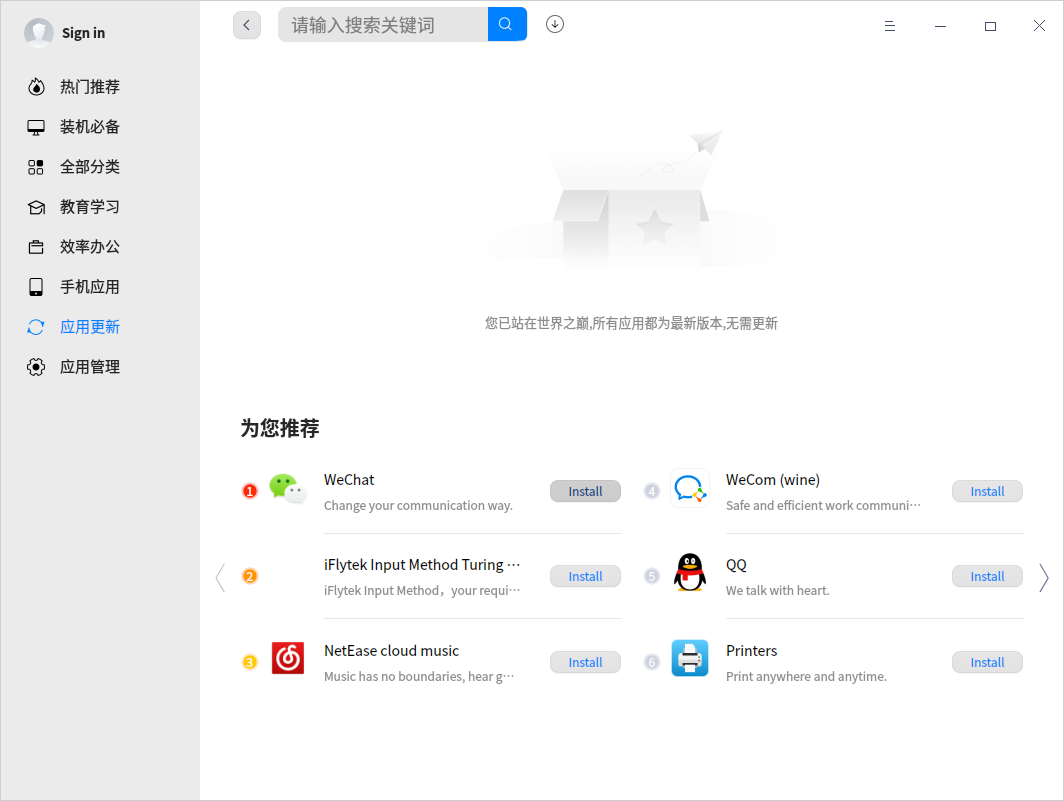 Sign in
请输入搜索关键词
热门推荐
装机必备
全部分类
教育学习
效率办公
手机应用
应用更新
应用管理
您已站在世界之巅,所有应用都为最新版本,无需更新
为您推荐
1
WeChat
Change your communication way.
Install
4
WeCom (wine)
Safe and efficient work communi···
Install
2
iFlytek Input Method Turing ···
iFlytek Input Method，your requi···
Install
5
QQ
We talk with heart.
Install
3
NetEase cloud music
Music has no boundaries, hear g···
Install
6
Printers
Print anywhere and anytime.
Install